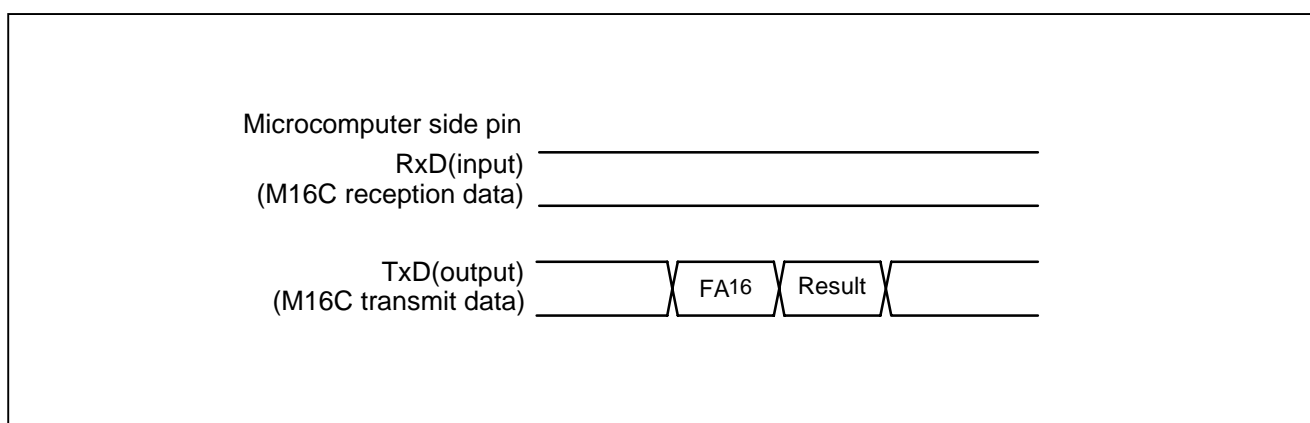 Microcomputer side pin
RxD(input)
(M16C reception data)
TxD(output)
(M16C transmit data)
FA16
Result